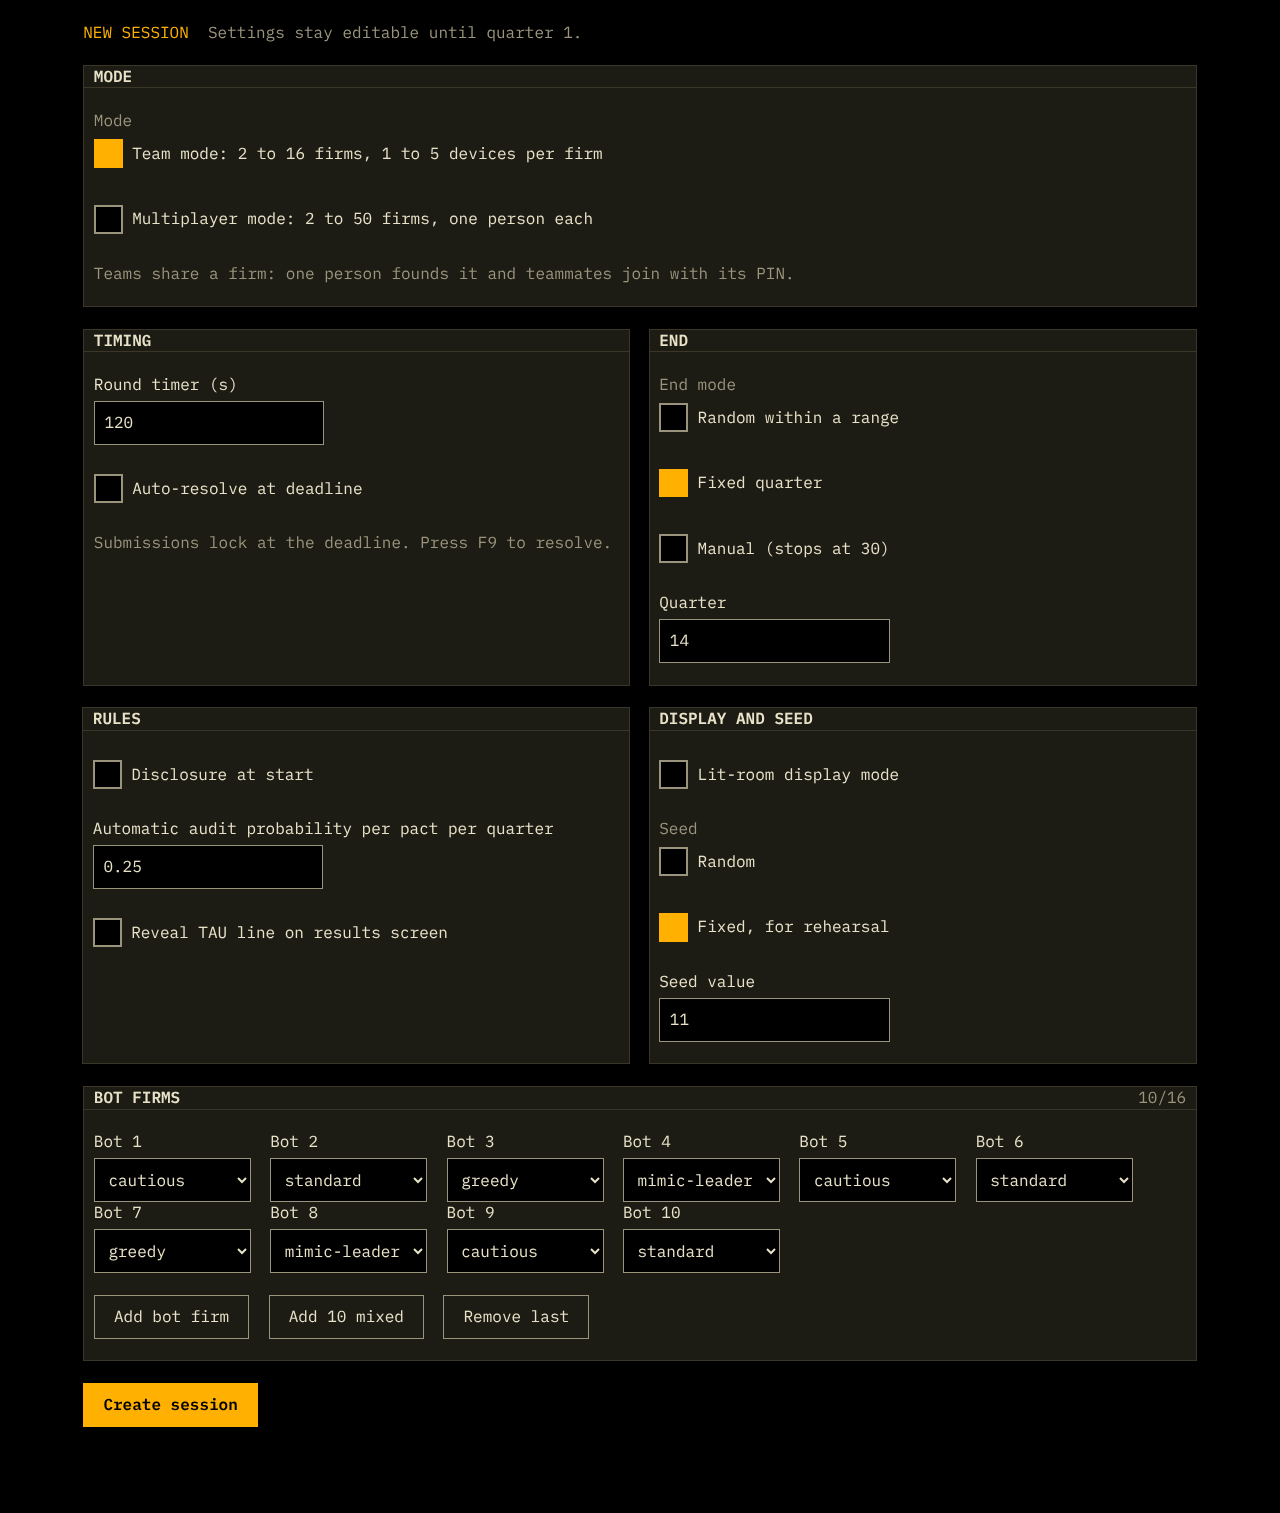 NEW SESSION Settings stay editable until quarter 1.
MODE
Mode
Team mode: 2 to 16 firms, 1 to 5 devices per firm
Multiplayer mode: 2 to 50 firms, one person each
Teams share a firm: one person founds it and teammates join with its PIN.
TIMING
Round timer (s)
120
Auto-resolve at deadline
Submissions lock at the deadline. Press F9 to resolve.
END
End mode
Random within a range
Fixed quarter
Manual (stops at 30)
Quarter
14
RULES
Disclosure at start
Automatic audit probability per pact per quarter
0.25
Reveal TAU line on results screen
DISPLAY AND SEED
Lit-room display mode
Seed
Random
Fixed, for rehearsal
Seed value
11
BOT FIRMS 10/16
Bot 1 Bot 2 Bot 3 Bot 4 Bot 5 Bot 6
cautious standard greedy mimic-leader cautious standard
Bot 7 Bot 8 Bot 9 Bot 10
greedy mimic-leader cautious standard
Add bot firm Add 10 mixed Remove last
Create session